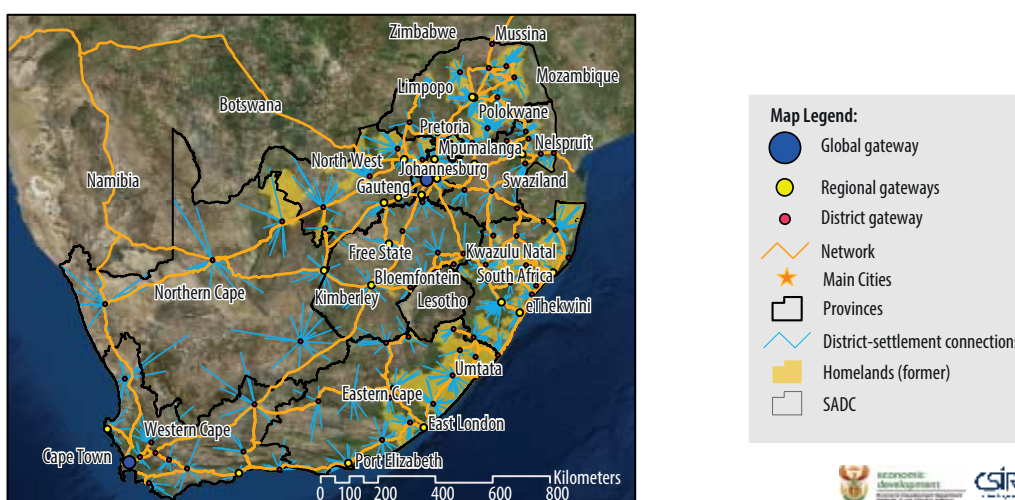 Zimbabwe
Mussina
Mozambique
Limpopo
Botswana
Polokwane
Pretoria
Mpumalanga
Nelspruit
North West
Johannesburg
Namibia
Gauteng
Swaziland
Free State
Kwazulu Natal
Bloemfontein
South Africa
Northern Cape
Kimberley
Lesotho
eThekwini
Umtata
Eastern Cape
Western Cape
East London
Cape Town
Port Elizabeth
Kilometers
0 100 200 400 600 800
Map Legend:
Global gateway
Regional gateways
District gateway
Network
Main Cities
Provinces
District-settlement connections
Homelands (former)
SADC
economic
development
CSIR